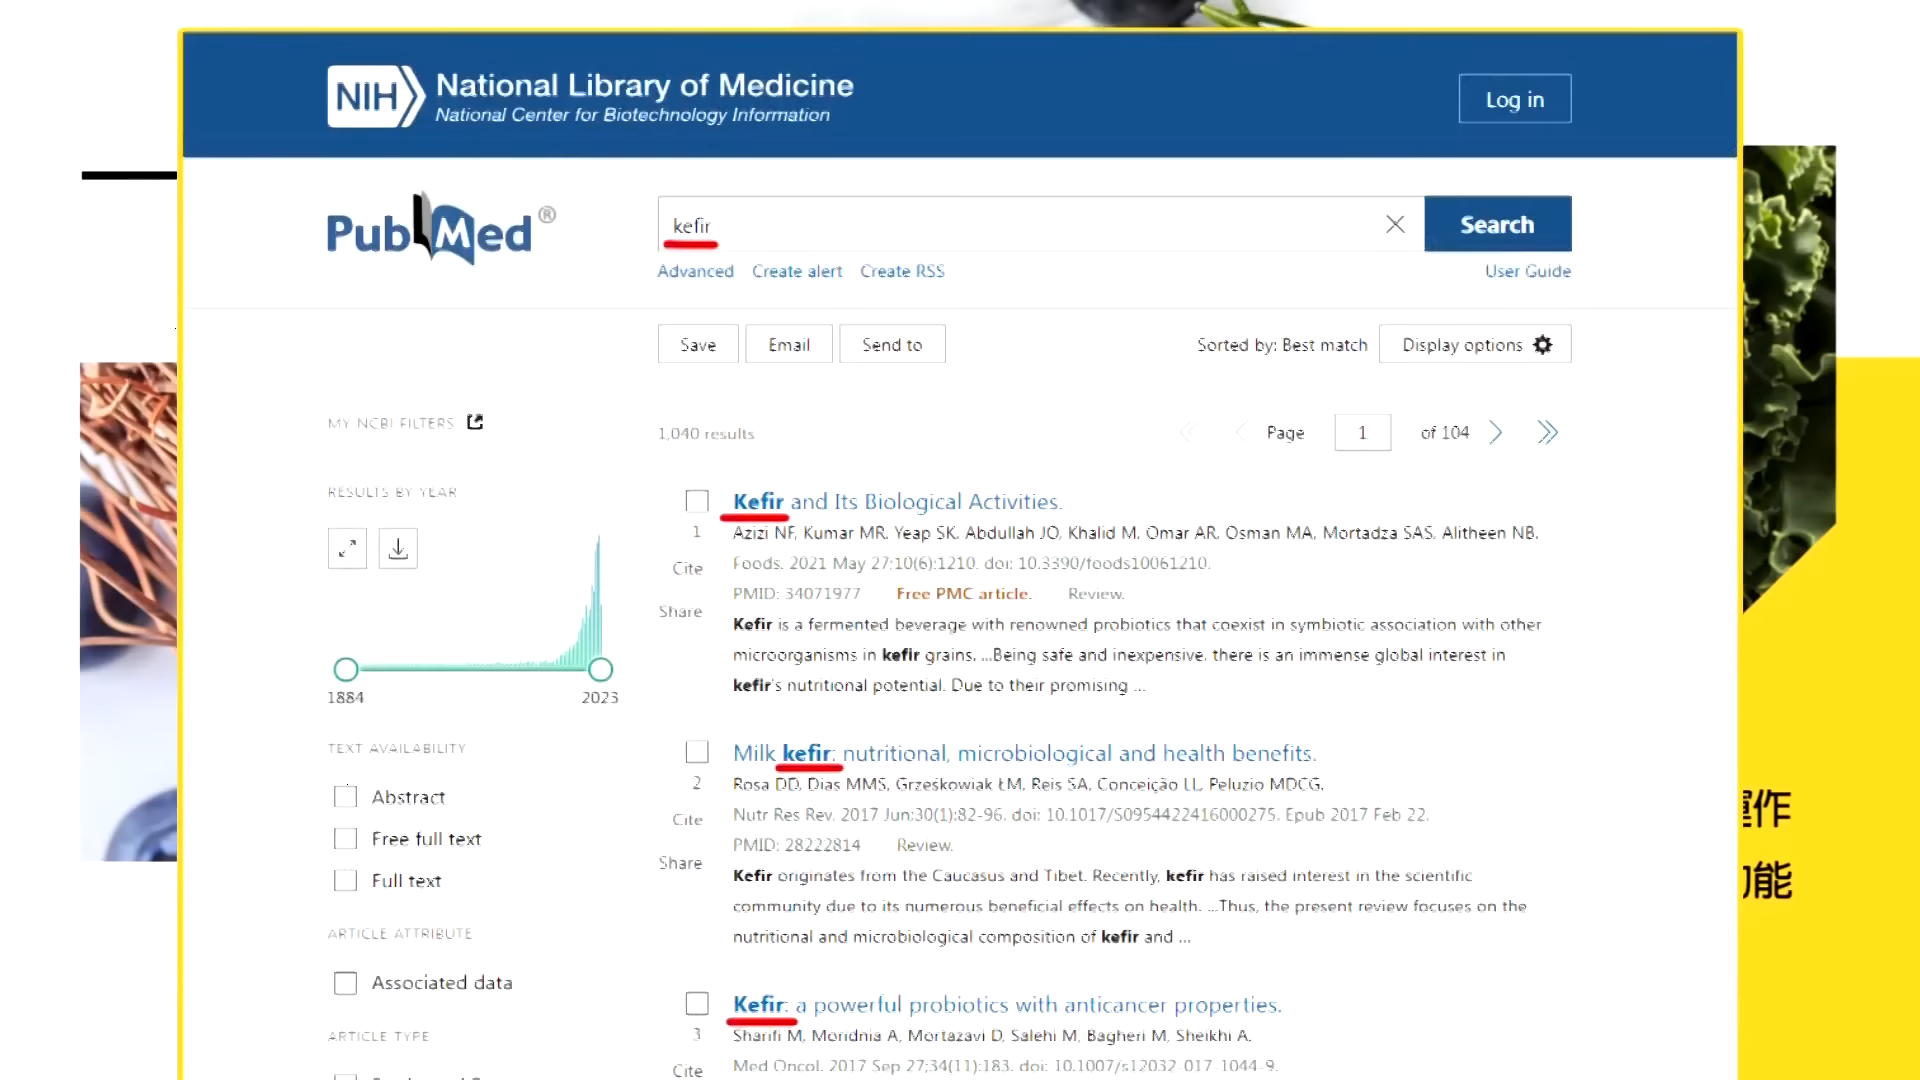 NIH National Library of Medicine
National Center for Biotechnology Information
Log in
PubMed®
kefir
Search
Advanced Create alert Create RSS
User Guide
Save Email Send to
Sorted by: Best match Display options
MY NCBI FILTERS
1,040 results
Page 1 of 104
RESULTS BY YEAR
1884 2023
TEXT AVAILABILITY
Abstract
Free full text
Full text
ARTICLE ATTRIBUTE
Associated data
ARTICLE TYPE
Kefir and Its Biological Activities.
1
Azizi NF, Kumar MR, Yeap SK, Abdullah JO, Khalid M, Omar AR, Osman MA, Mortadza SAS, Alitheen NB.
Cite
Foods. 2021 May 27;10(6):1210. doi: 10.3390/foods10061210.
PMID: 34071977 Free PMC article. Review.
Share
Kefir is a fermented beverage with renowned probiotics that coexist in symbiotic association with other
microorganisms in kefir grains. ...Being safe and inexpensive, there is an immense global interest in
kefir's nutritional potential. Due to their promising ...
Milk kefir: nutritional, microbiological and health benefits.
2
Rosa DD, Dias MMS, Grześkowiak ŁM, Reis SA, Conceição LL, Peluzio MDCG.
Cite
Nutr Res Rev. 2017 Jun;30(1):82-96. doi: 10.1017/S0954422416000275. Epub 2017 Feb 22.
PMID: 28222814 Review.
Share
Kefir originates from the Caucasus and Tibet. Recently, kefir has raised interest in the scientific
community due to its numerous beneficial effects on health. ...Thus, the present review focuses on the
nutritional and microbiological composition of kefir and ...
Kefir: a powerful probiotics with anticancer properties.
3
Sharifi M, Moridnia A, Mortazavi D, Salehi M, Bagheri M, Sheikhi A.
Cite
Med Oncol. 2017 Sep 27;34(11):183. doi: 10.1007/s12032-017-1044-9.
作
能